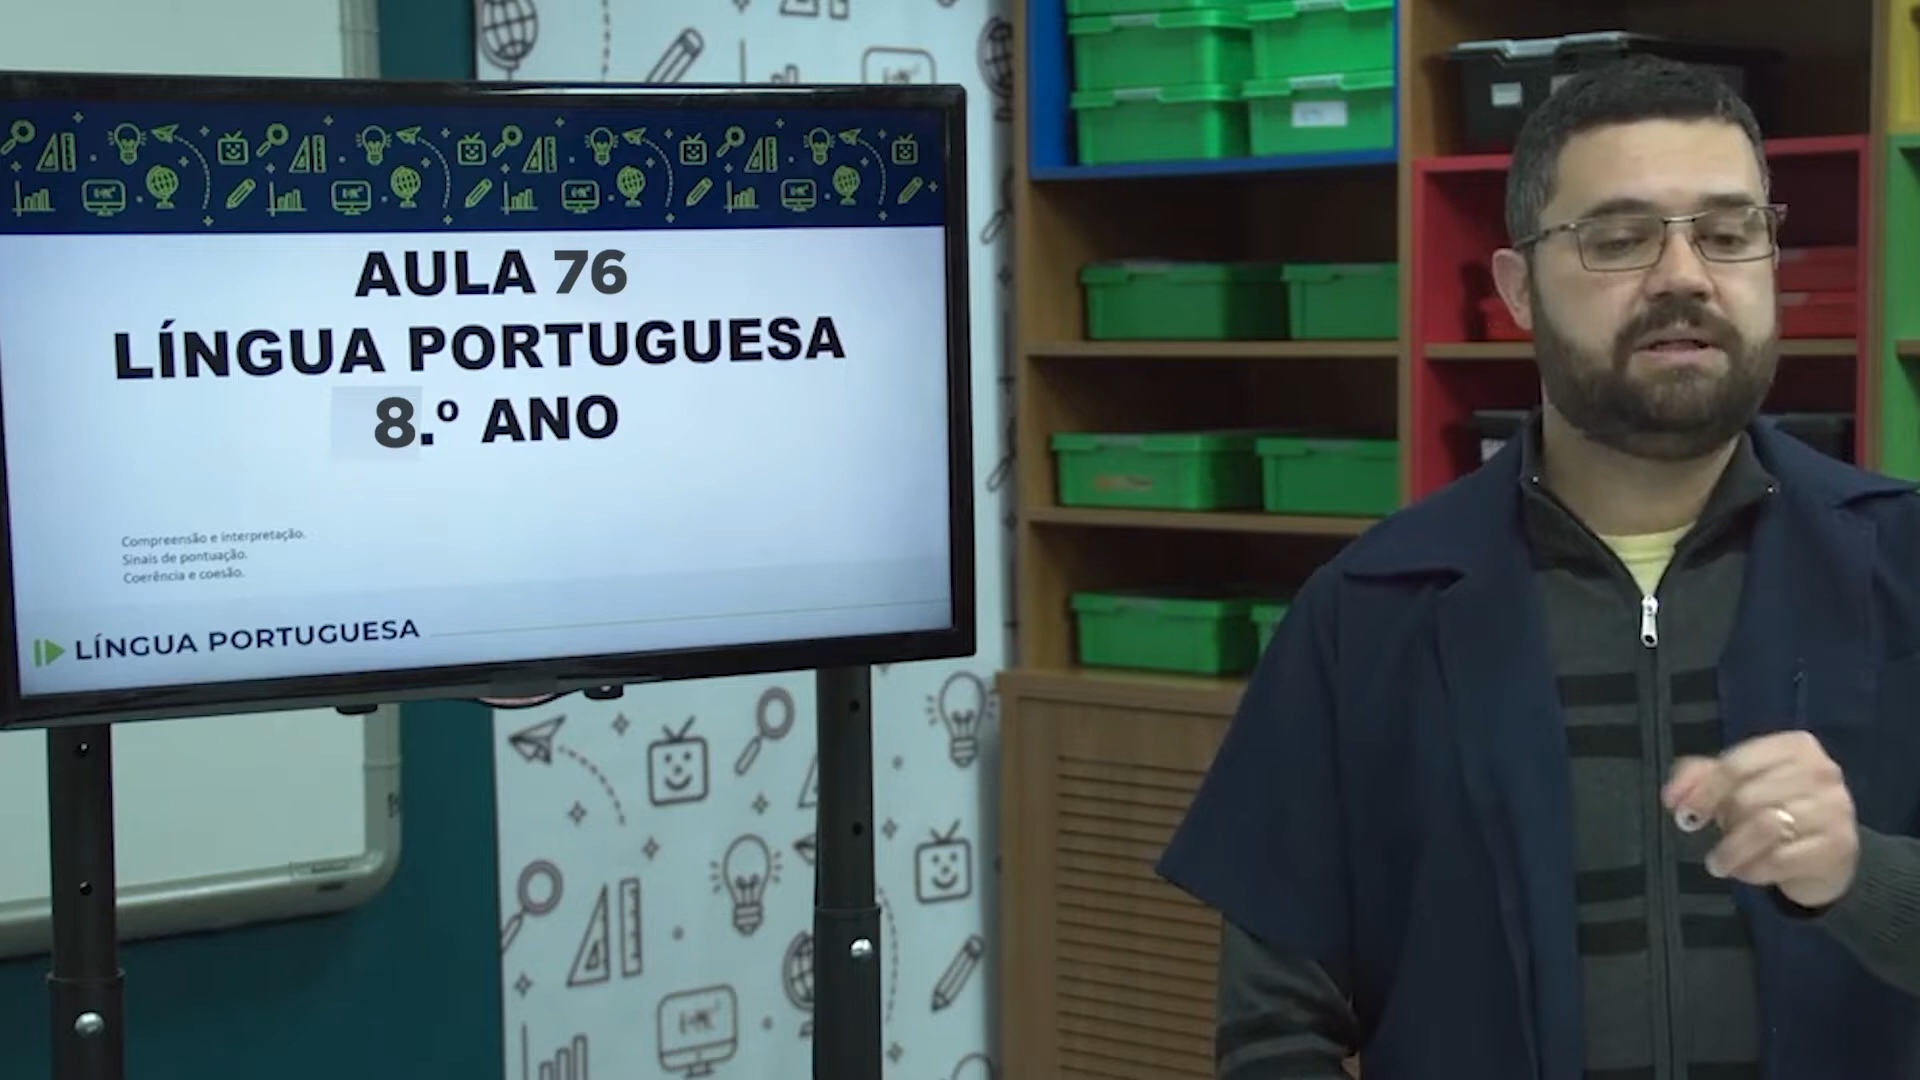 AULA 76
LÍNGUA PORTUGUESA
8.º ANO
Compreensão e interpretação.
Sinais de pontuação.
Coerência e coesão.
LÍNGUA PORTUGUESA